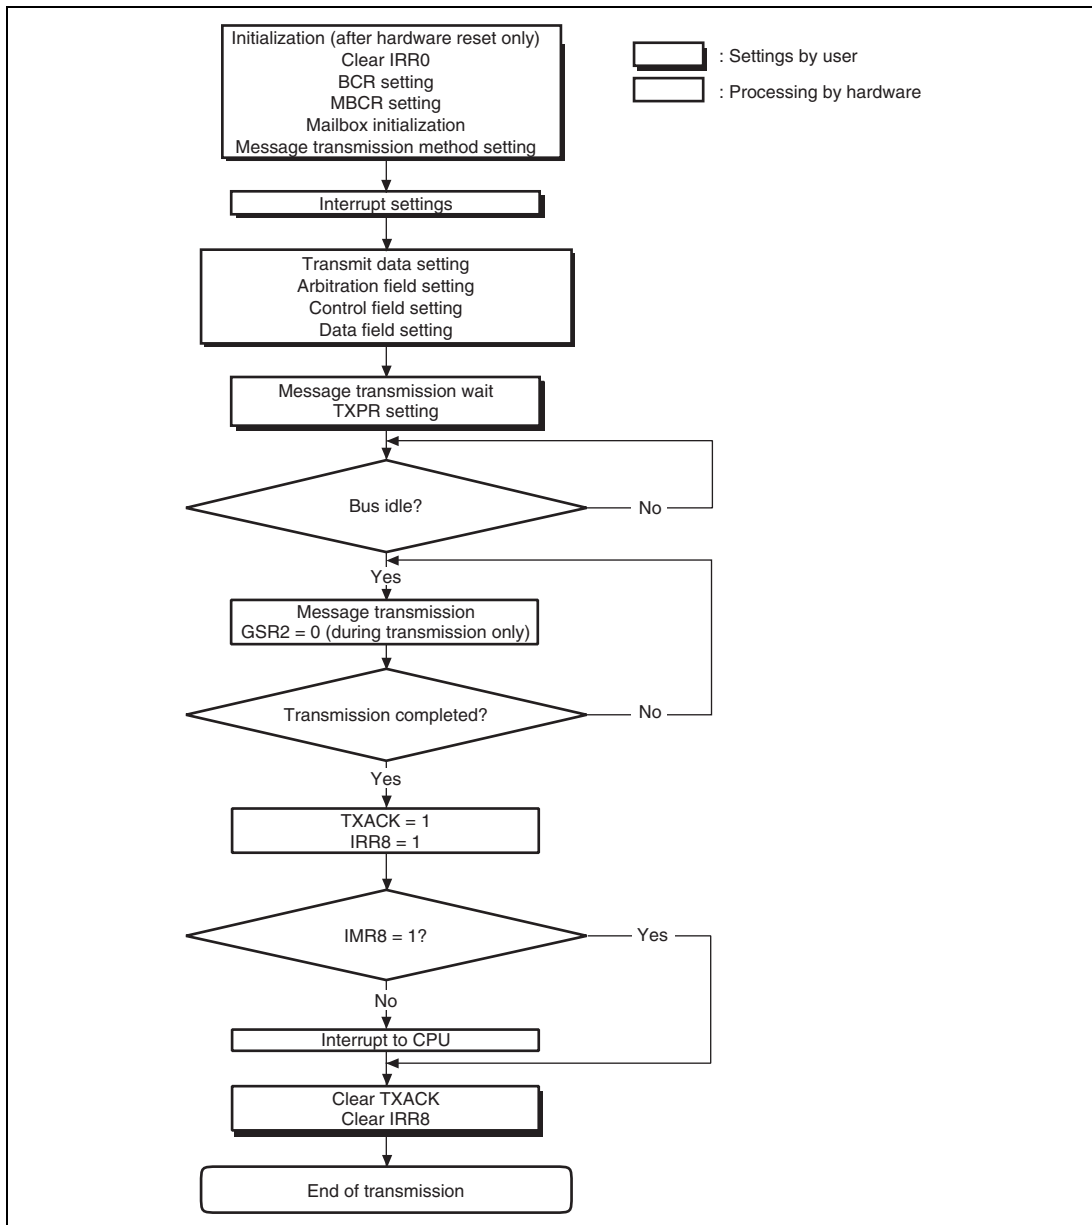 Initialization (after hardware reset only)
Clear IRR0
BCR setting
MBCR setting
Mailbox initialization
Message transmission method setting
: Settings by user
: Processing by hardware
Interrupt settings
Transmit data setting
Arbitration field setting
Control field setting
Data field setting
Message transmission wait
TXPR setting
Bus idle?
No
Yes
Message transmission
GSR2 = 0 (during transmission only)
Transmission completed?
No
Yes
TXACK = 1
IRR8 = 1
IMR8 = 1?
Yes
No
Interrupt to CPU
Clear TXACK
Clear IRR8
End of transmission